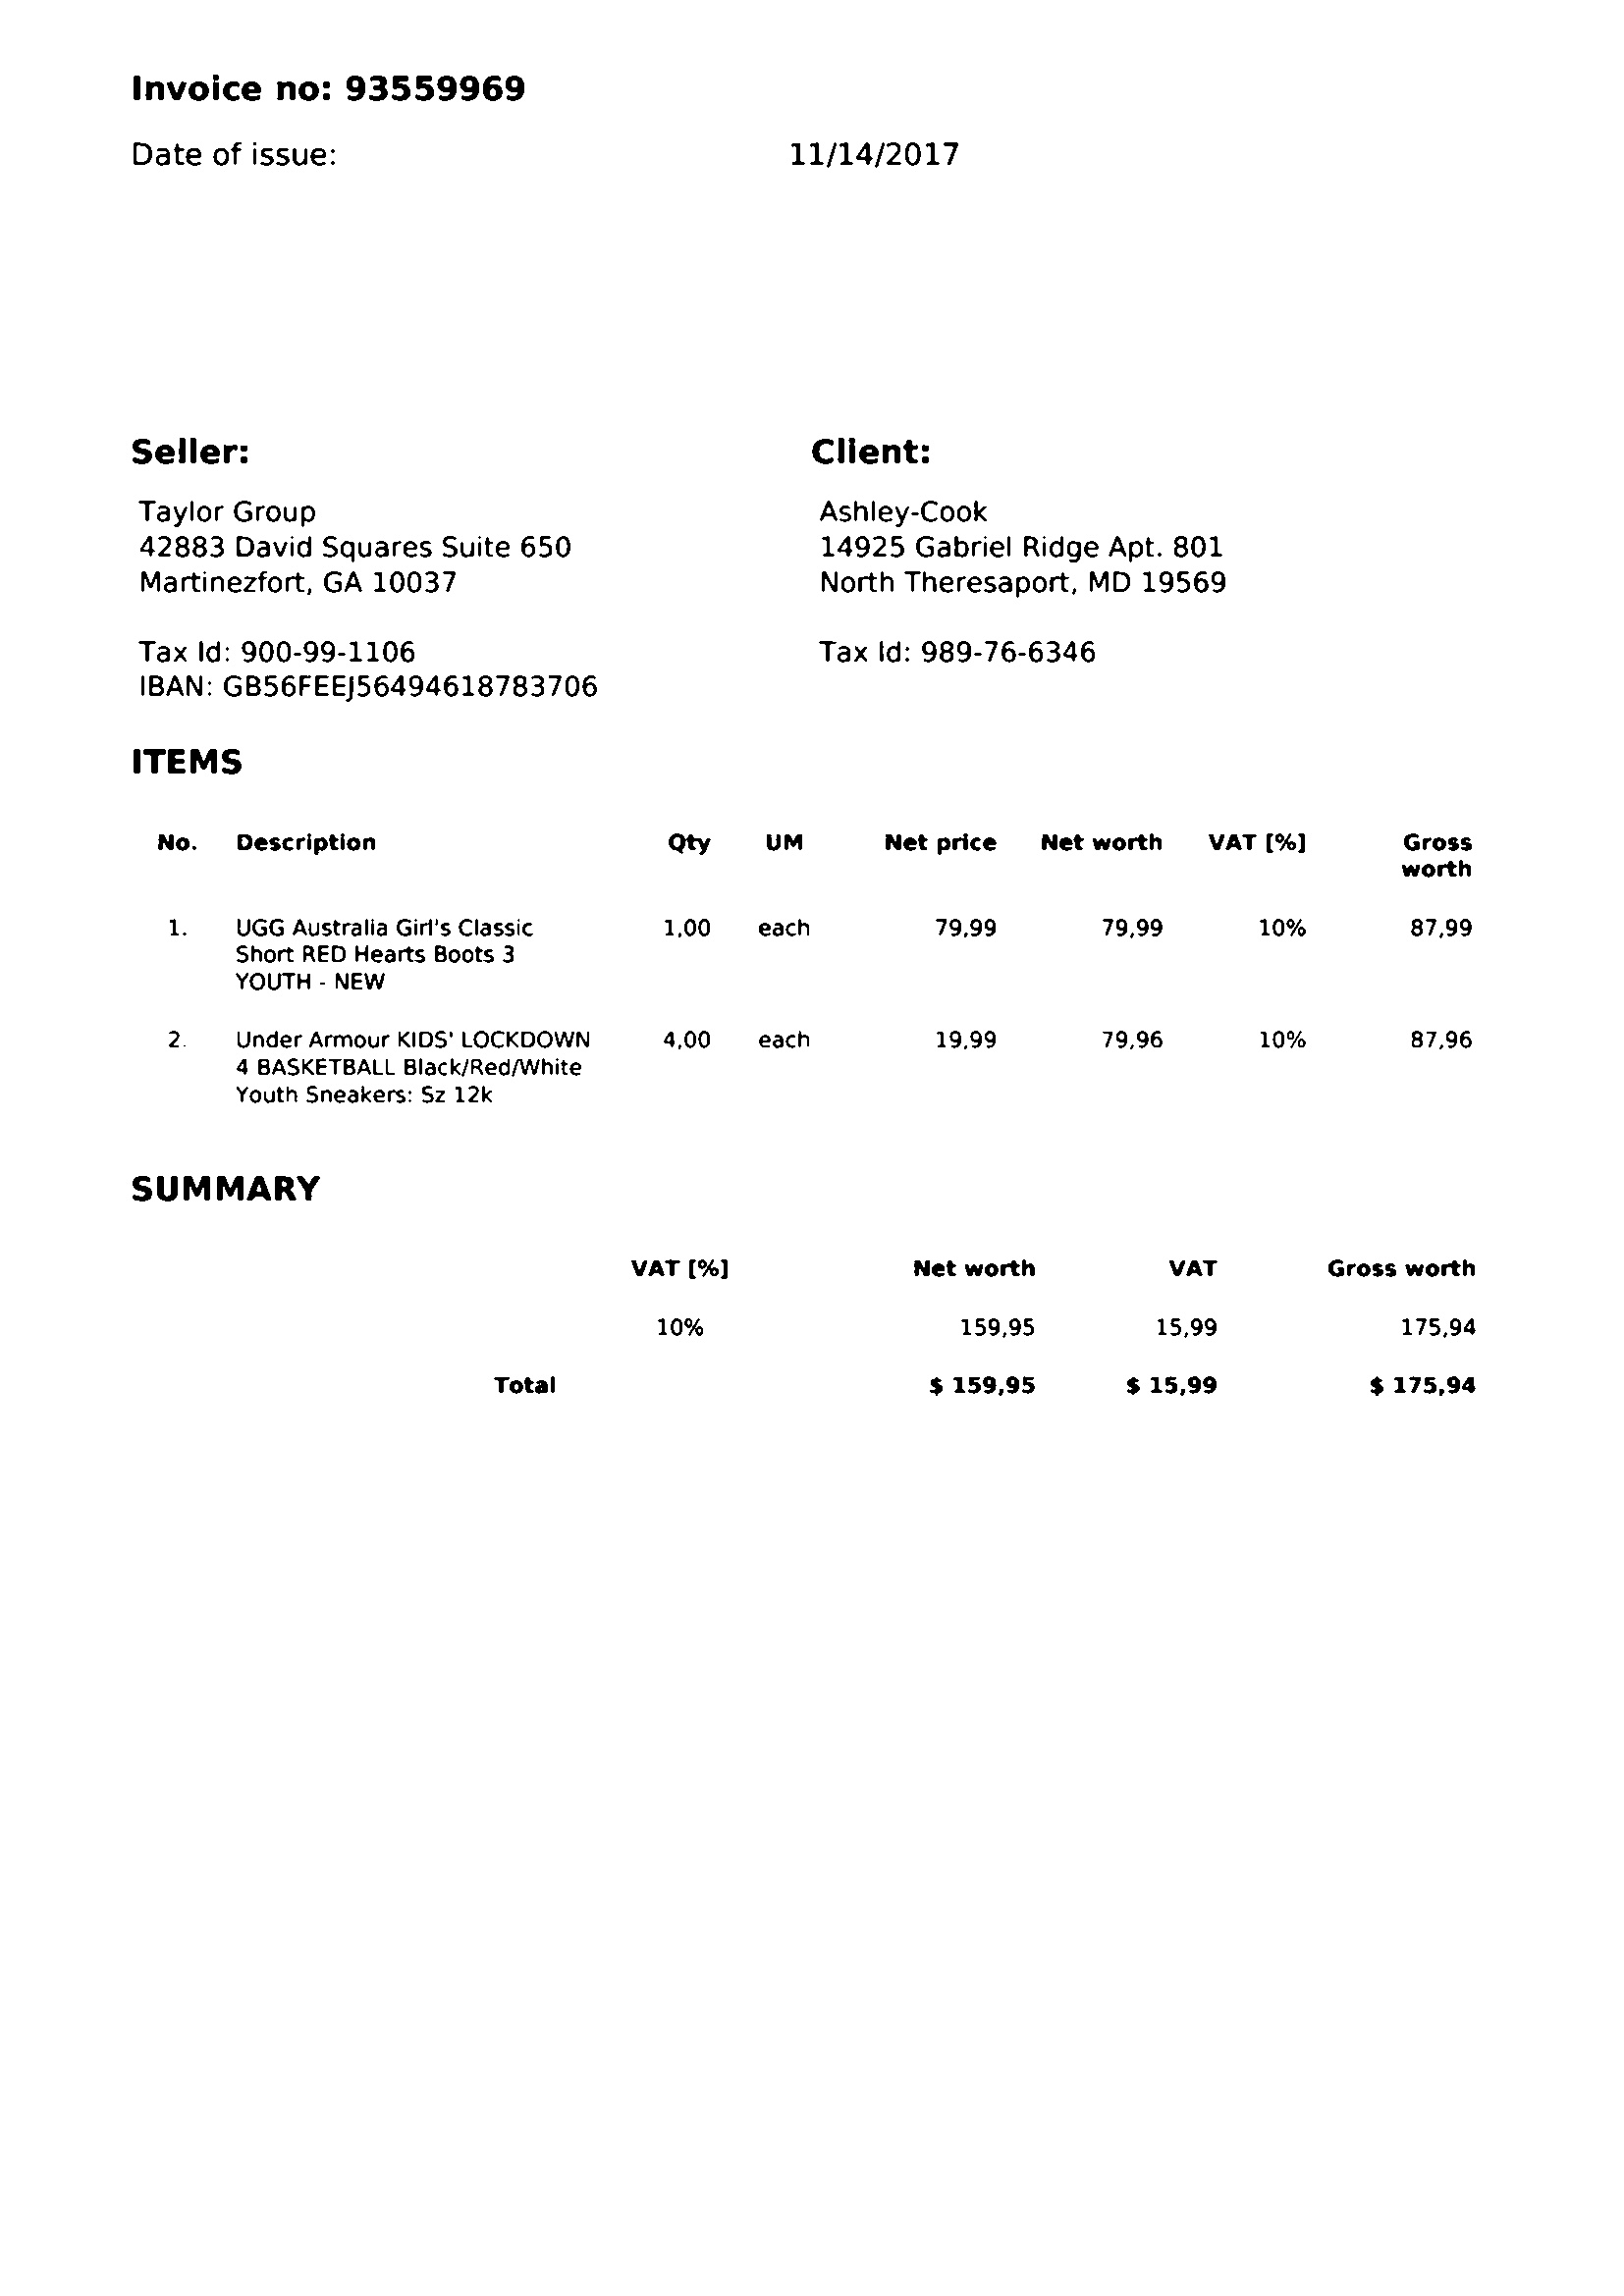 Invoice no: 93559969
Date of issue: 11/14/2017
Seller:
Taylor Group
42883 David Squares Suite 650
Martinezfort, GA 10037
Tax Id: 900-99-1106
IBAN: GB56FEEJ56494618783706
Client:
Ashley-Cook
14925 Gabriel Ridge Apt. 801
North Theresaport, MD 19569
Tax Id: 989-76-6346
ITEMS
No. Description Qty UM Net price Net worth VAT [%] Gross
worth
1. UGG Australia Girl's Classic 1,00 each 79,99 79,99 10% 87,99
Short RED Hearts Boots 3
YOUTH - NEW
2. Under Armour KIDS' LOCKDOWN 4,00 each 19,99 79,96 10% 87,96
4 BASKETBALL Black/Red/White
Youth Sneakers: Sz 12k
SUMMARY
VAT [%] Net worth VAT Gross worth
10% 159,95 15,99 175,94
Total $ 159,95 $ 15,99 $ 175,94